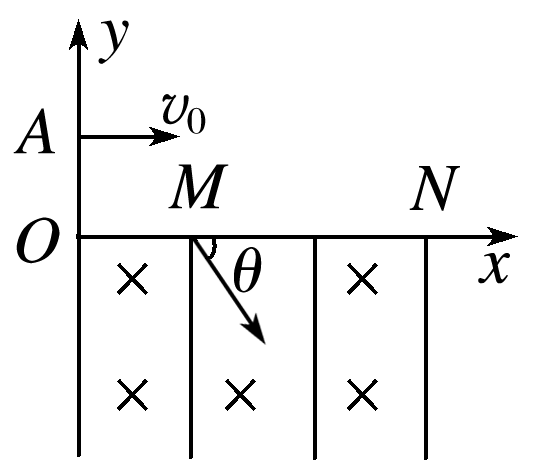 y
A v₀
M N
O x
θ
× ×
× × ×